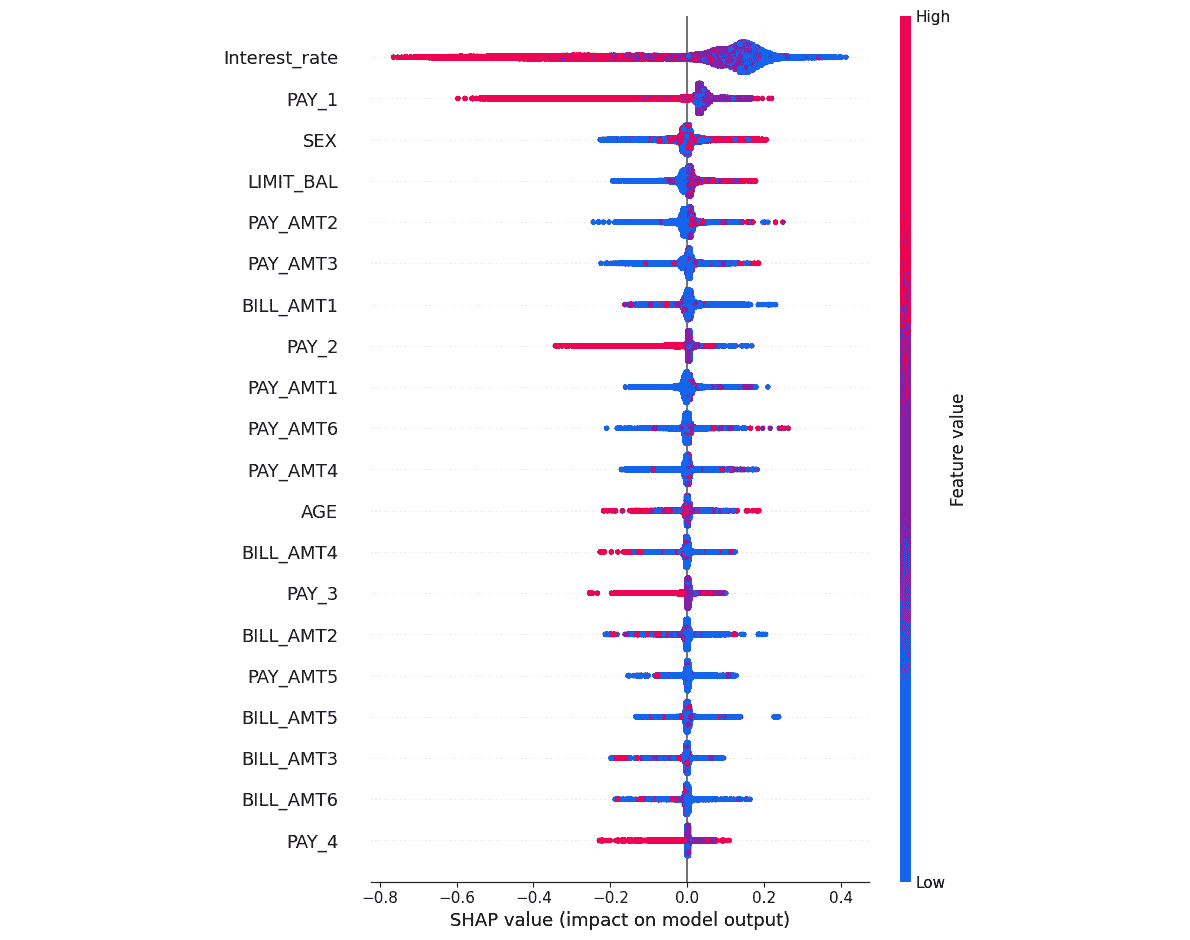 High
Interest_rate
PAY_1
SEX
LIMIT_BAL
PAY_AMT2
PAY_AMT3
BILL_AMT1
PAY_2
PAY_AMT1
PAY_AMT6
PAY_AMT4
AGE
BILL_AMT4
PAY_3
BILL_AMT2
PAY_AMT5
BILL_AMT5
BILL_AMT3
BILL_AMT6
PAY_4
Feature value
Low
−0.8 −0.6 −0.4 −0.2 0.0 0.2 0.4
SHAP value (impact on model output)